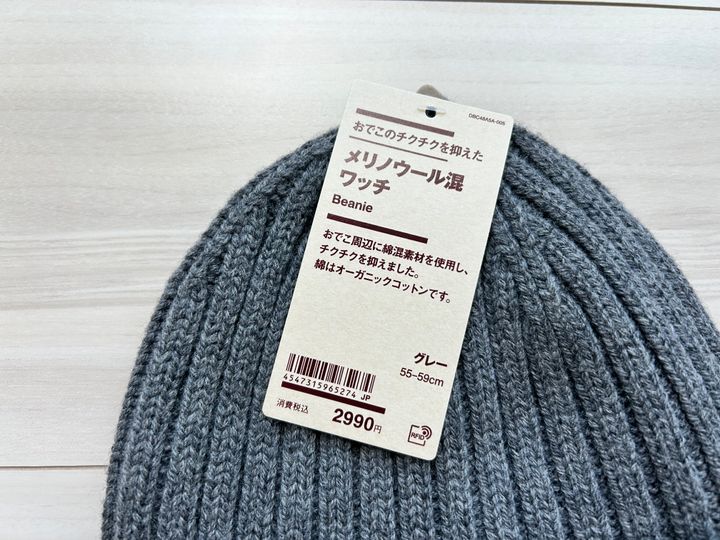 DBC48A5A-00S
おでこのチクチクを抑えた
メリノウール混
ワッチ
Beanie
おでこ周辺に綿混素材を使用し、
チクチクを抑えました。
綿はオーガニックコットンです。
グレー
55-59cm
4547315965274 JP
消費税込 2990円
RFID